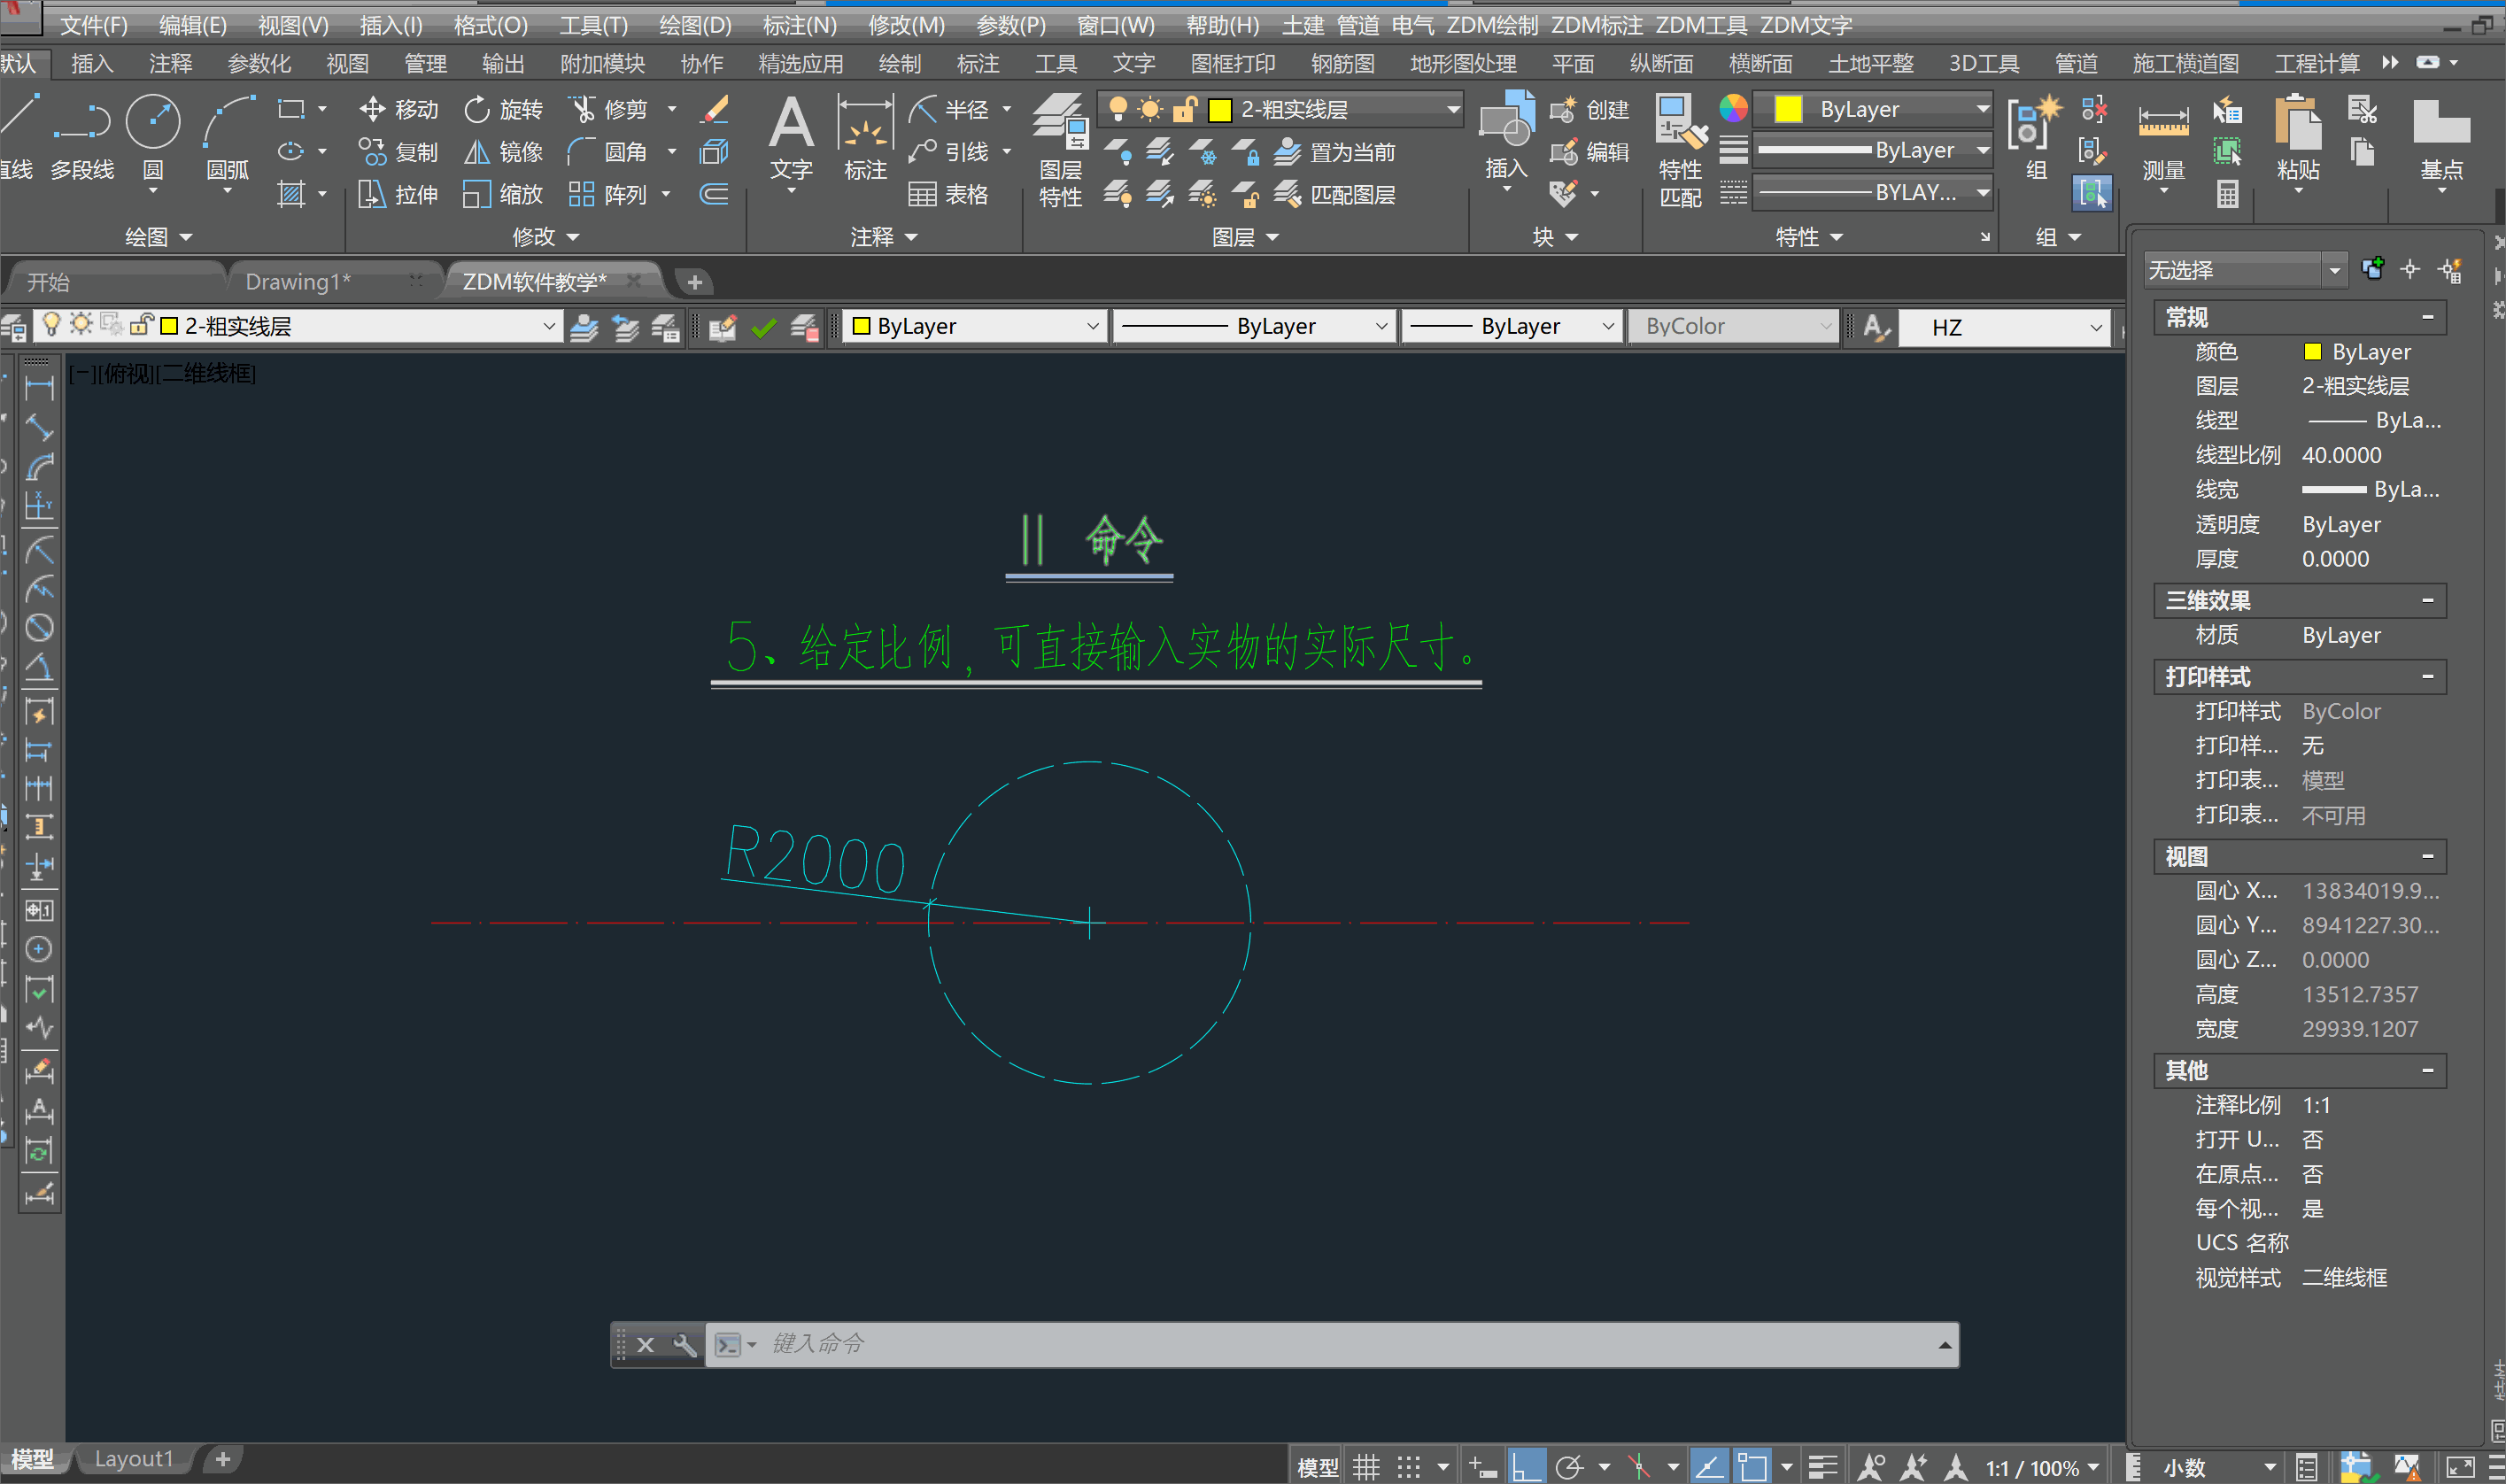 文件(F) 编辑(E) 视图(V) 插入(I) 格式(O) 工具(T) 绘图(D) 标注(N) 修改(M) 参数(P) 窗口(W) 帮助(H) 土建 管道 电气 ZDM绘制 ZDM标注 ZDM工具 ZDM文字
默认 插入 注释 参数化 视图 管理 输出 附加模块 协作 精选应用 绘制 标注 工具 文字 图框打印 钢筋图 地形图处理 平面 纵断面 横断面 土地平整 3D工具 管道 施工横道图 工程计算
直线 多段线 圆 圆弧
移动 旋转 修剪
复制 镜像 圆角
拉伸 缩放 阵列
文字 标注
半径
引线
表格
图层
特性
2-粗实线层
置为当前
匹配图层
插入
创建
编辑
特性
匹配
ByLayer
ByLayer
BYLAY...
组
测量
粘贴
基点
绘图 修改 注释 图层 块 特性 组
开始 Drawing1* ZDM软件教学*
2-粗实线层 ByLayer ByLayer ByLayer ByColor HZ
[−][俯视][二维线框]
|| 命令
5、给定比例，可直接输入实物的实际尺寸。
R2000
键入命令
无选择
常规
颜色 ByLayer
图层 2-粗实线层
线型 ByLa...
线型比例 40.0000
线宽 ByLa...
透明度 ByLayer
厚度 0.0000
三维效果
材质 ByLayer
打印样式
打印样式 ByColor
打印样... 无
打印表... 模型
打印表... 不可用
视图
圆心 X... 13834019.9...
圆心 Y... 8941227.30...
圆心 Z... 0.0000
高度 13512.7357
宽度 29939.1207
其他
注释比例 1:1
打开 U... 否
在原点... 否
每个视... 是
UCS 名称
视觉样式 二维线框
模型 Layout1
模型 1:1 / 100% 小数